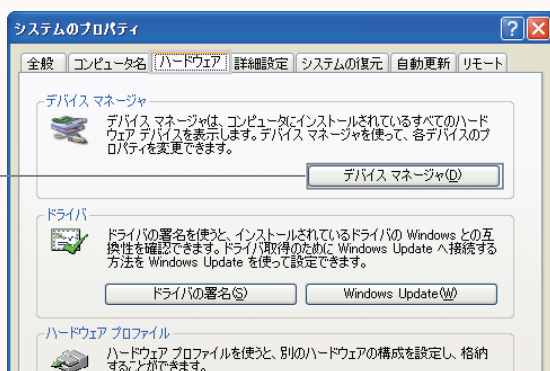 システムのプロパティ
全般 コンピュータ名 ハードウェア 詳細設定 システムの復元 自動更新 リモート
デバイス マネージャ
デバイス マネージャは、コンピュータにインストールされているすべてのハード
ウェア デバイスを表示します。デバイス マネージャを使って、各デバイスのプ
ロパティを変更できます。
デバイス マネージャ(D)
ドライバ
ドライバの署名を使うと、インストールされているドライバの Windows との互
換性を確認できます。ドライバ取得のために Windows Update へ接続する
方法を Windows Update を使って設定できます。
ドライバの署名(S) Windows Update(W)
ハードウェア プロファイル
ハードウェア プロファイルを使うと、別のハードウェアの構成を設定し、格納
することができます。